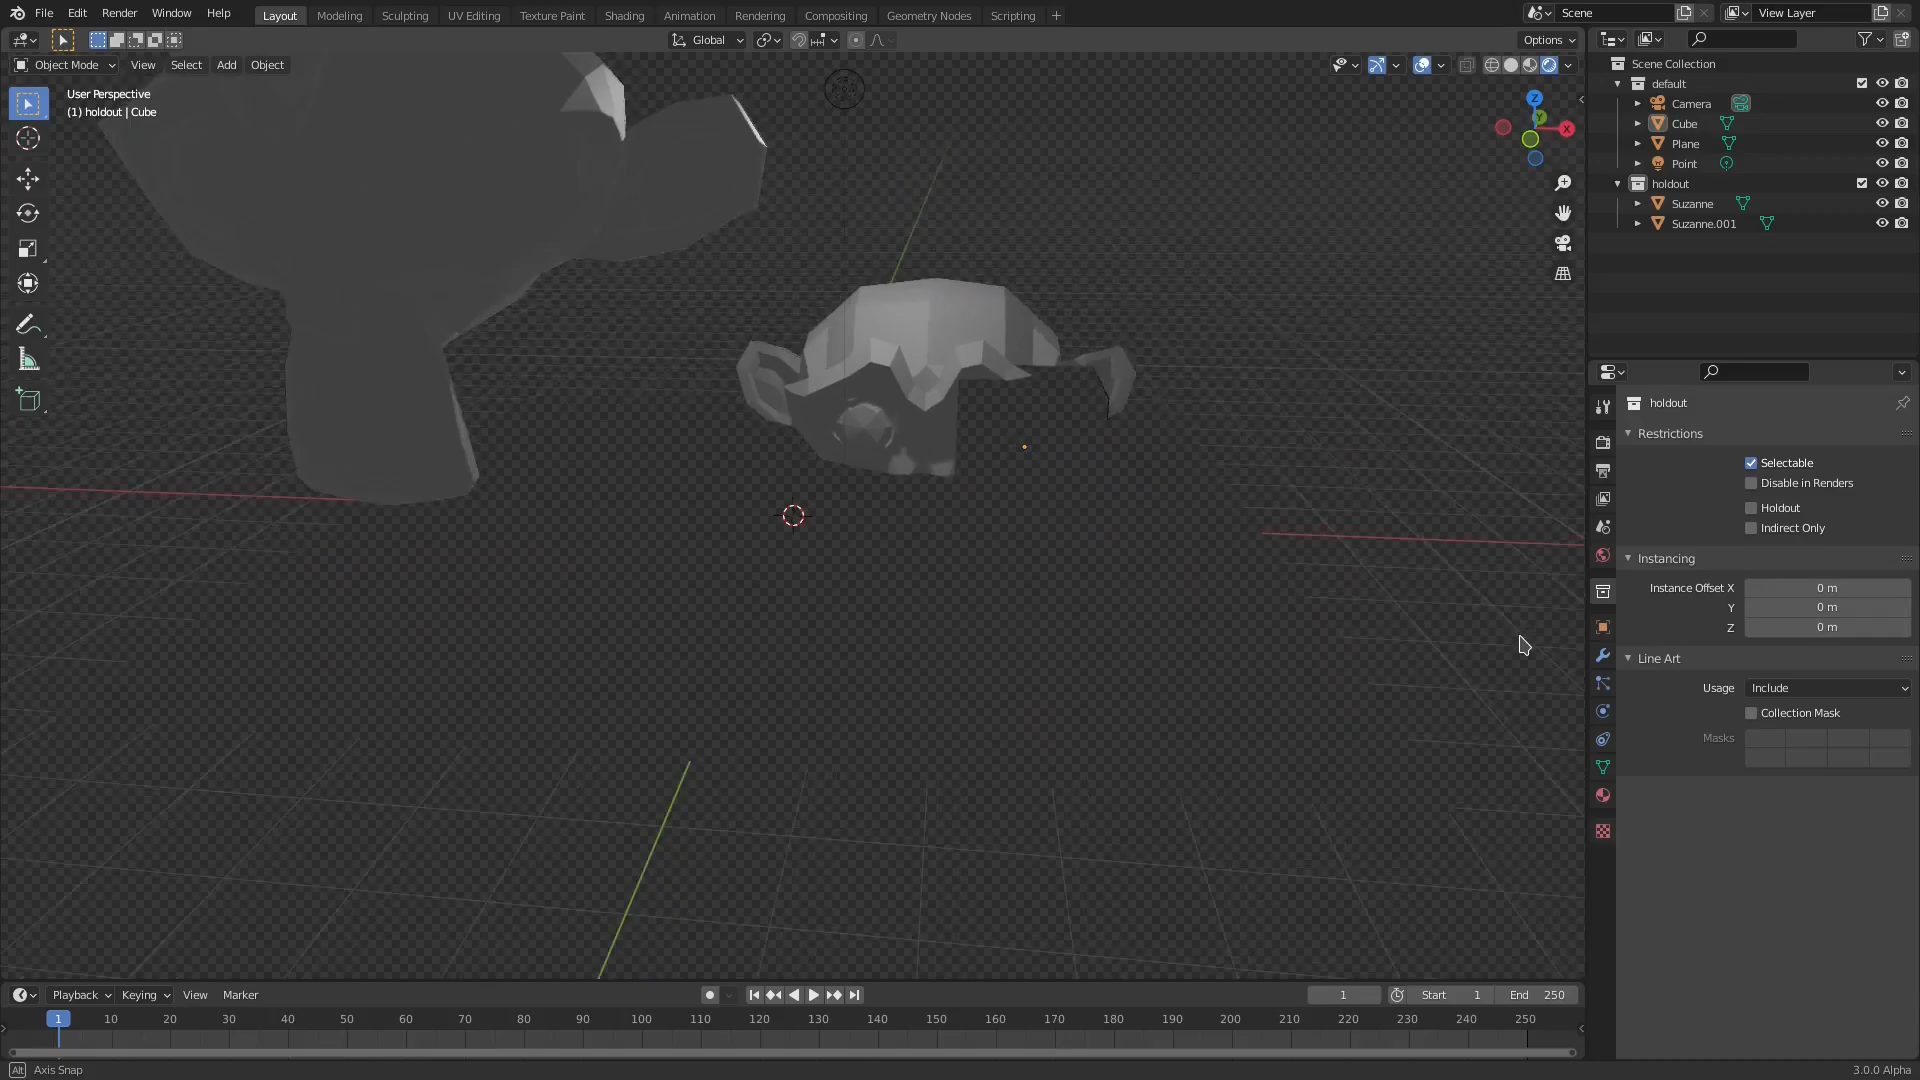 File Edit Render Window Help Layout Modeling Sculpting UV Editing Texture Paint Shading Animation Rendering Compositing Geometry Nodes Scripting + Scene View Layer
Global Options
Object Mode View Select Add Object
User Perspective
(1) holdout | Cube
Z
Y
X
Scene Collection
default
Camera
Cube
Plane
Point
holdout
Suzanne
Suzanne.001
holdout
Restrictions
Selectable
Disable in Renders
Holdout
Indirect Only
Instancing
Instance Offset X 0 m
Y 0 m
Z 0 m
Line Art
Usage Include
Collection Mask
Masks
Playback Keying View Marker 1 Start 1 End 250
1 10 20 30 40 50 60 70 80 90 100 110 120 130 140 150 160 170 180 190 200 210 220 230 240 250
Alt Axis Snap 3.0.0 Alpha